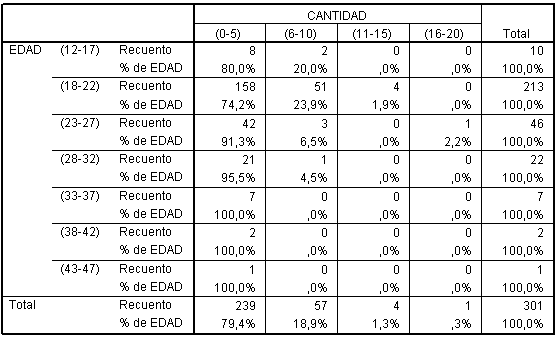 CANTIDAD
(0-5) (6-10) (11-15) (16-20) Total
EDAD (12-17) Recuento 8 2 0 0 10
% de EDAD 80,0% 20,0% ,0% ,0% 100,0%
(18-22) Recuento 158 51 4 0 213
% de EDAD 74,2% 23,9% 1,9% ,0% 100,0%
(23-27) Recuento 42 3 0 1 46
% de EDAD 91,3% 6,5% ,0% 2,2% 100,0%
(28-32) Recuento 21 1 0 0 22
% de EDAD 95,5% 4,5% ,0% ,0% 100,0%
(33-37) Recuento 7 0 0 0 7
% de EDAD 100,0% ,0% ,0% ,0% 100,0%
(38-42) Recuento 2 0 0 0 2
% de EDAD 100,0% ,0% ,0% ,0% 100,0%
(43-47) Recuento 1 0 0 0 1
% de EDAD 100,0% ,0% ,0% ,0% 100,0%
Total Recuento 239 57 4 1 301
% de EDAD 79,4% 18,9% 1,3% ,3% 100,0%